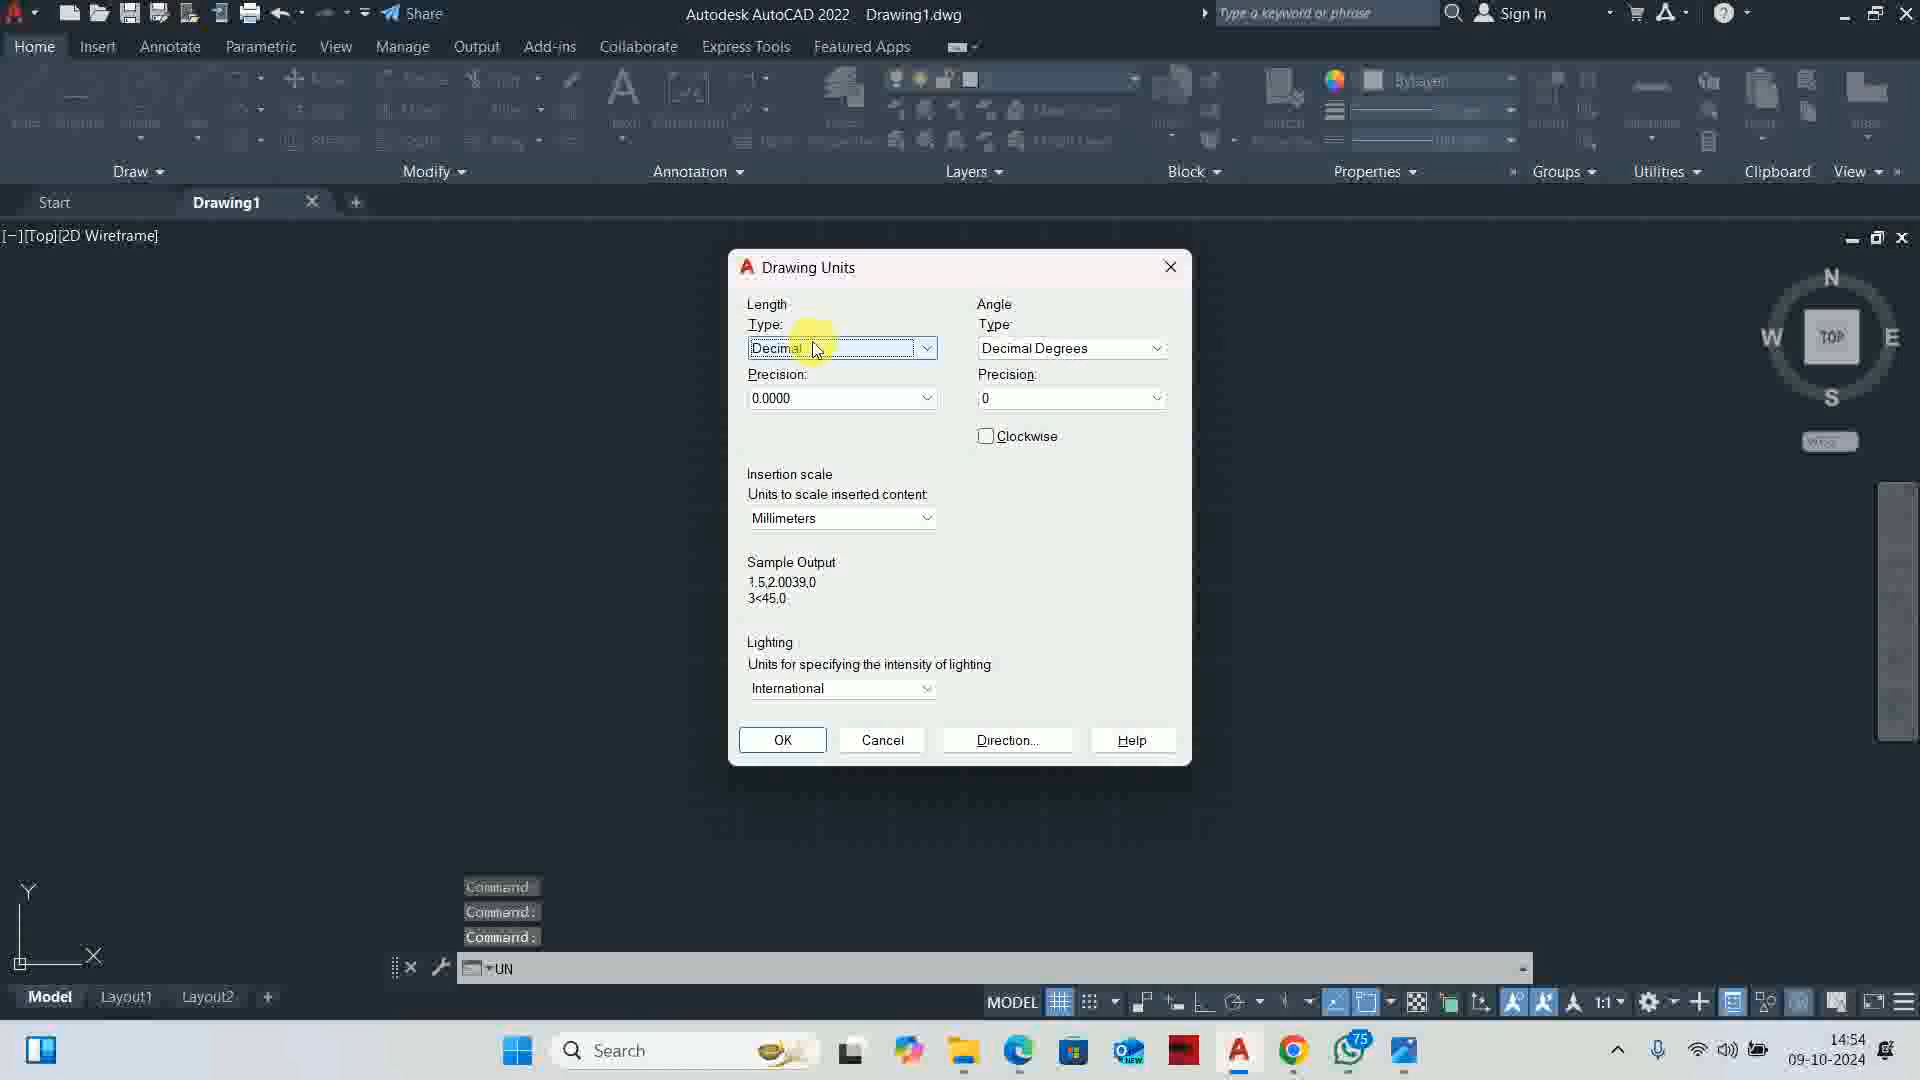 Share
Autodesk AutoCAD 2022 Drawing1.dwg
Type a keyword or phrase
Sign In
Home Insert Annotate Parametric View Manage Output Add-ins Collaborate Express Tools Featured Apps
ByLayer
Draw Modify Annotation Layers Block Properties Groups Utilities Clipboard View
Start Drawing1
[−][Top][2D Wireframe]
Drawing Units
Length
Type:
Decimal
Precision:
0.0000
Angle
Type:
Decimal Degrees
Precision:
0
Clockwise
Insertion scale
Units to scale inserted content:
Millimeters
Sample Output
1.5,2.0039,0
3<45,0
Lighting
Units for specifying the intensity of lighting:
International
OK Cancel Direction... Help
N
W TOP E
S
Y
X
Command:
Command:
Command:
UN
Model Layout1 Layout2
MODEL 1:1
Search
NEW
75
14:54
09-10-2024